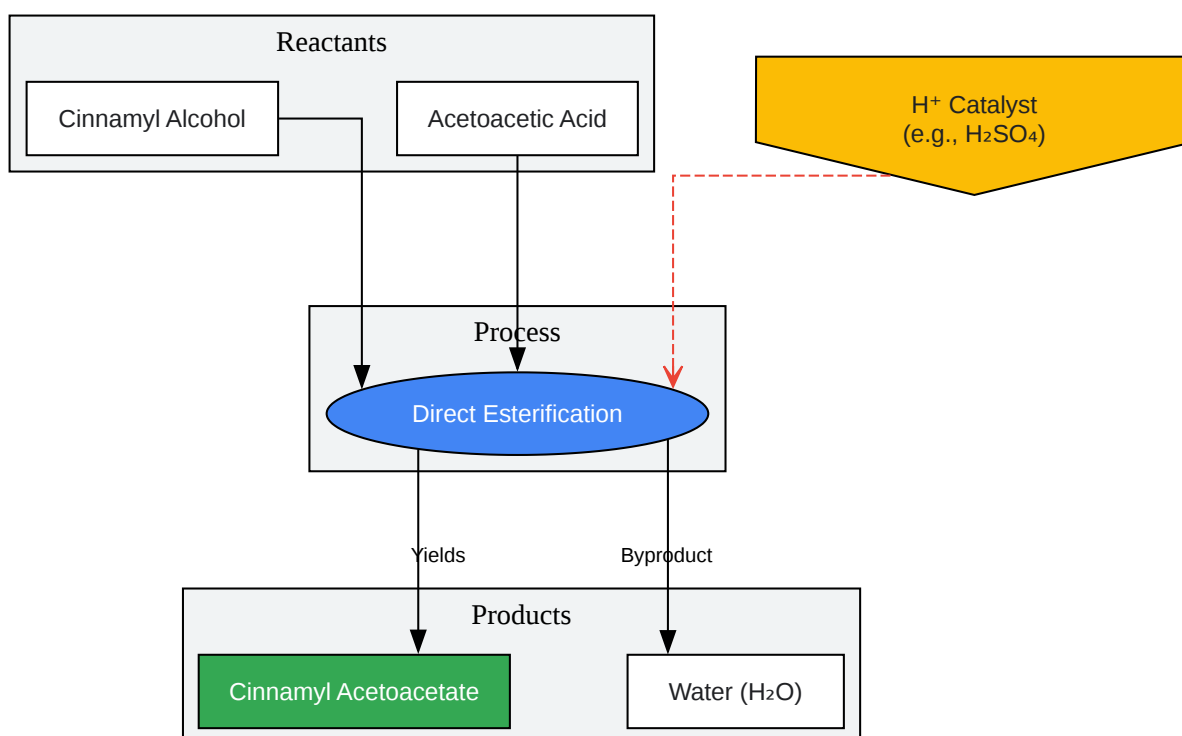 Reactants
Cinnamyl Alcohol
Acetoacetic Acid
H⁺ Catalyst
(e.g., H₂SO₄)
Process
Direct Esterification
Yields
Byproduct
Products
Cinnamyl Acetoacetate
Water (H₂O)